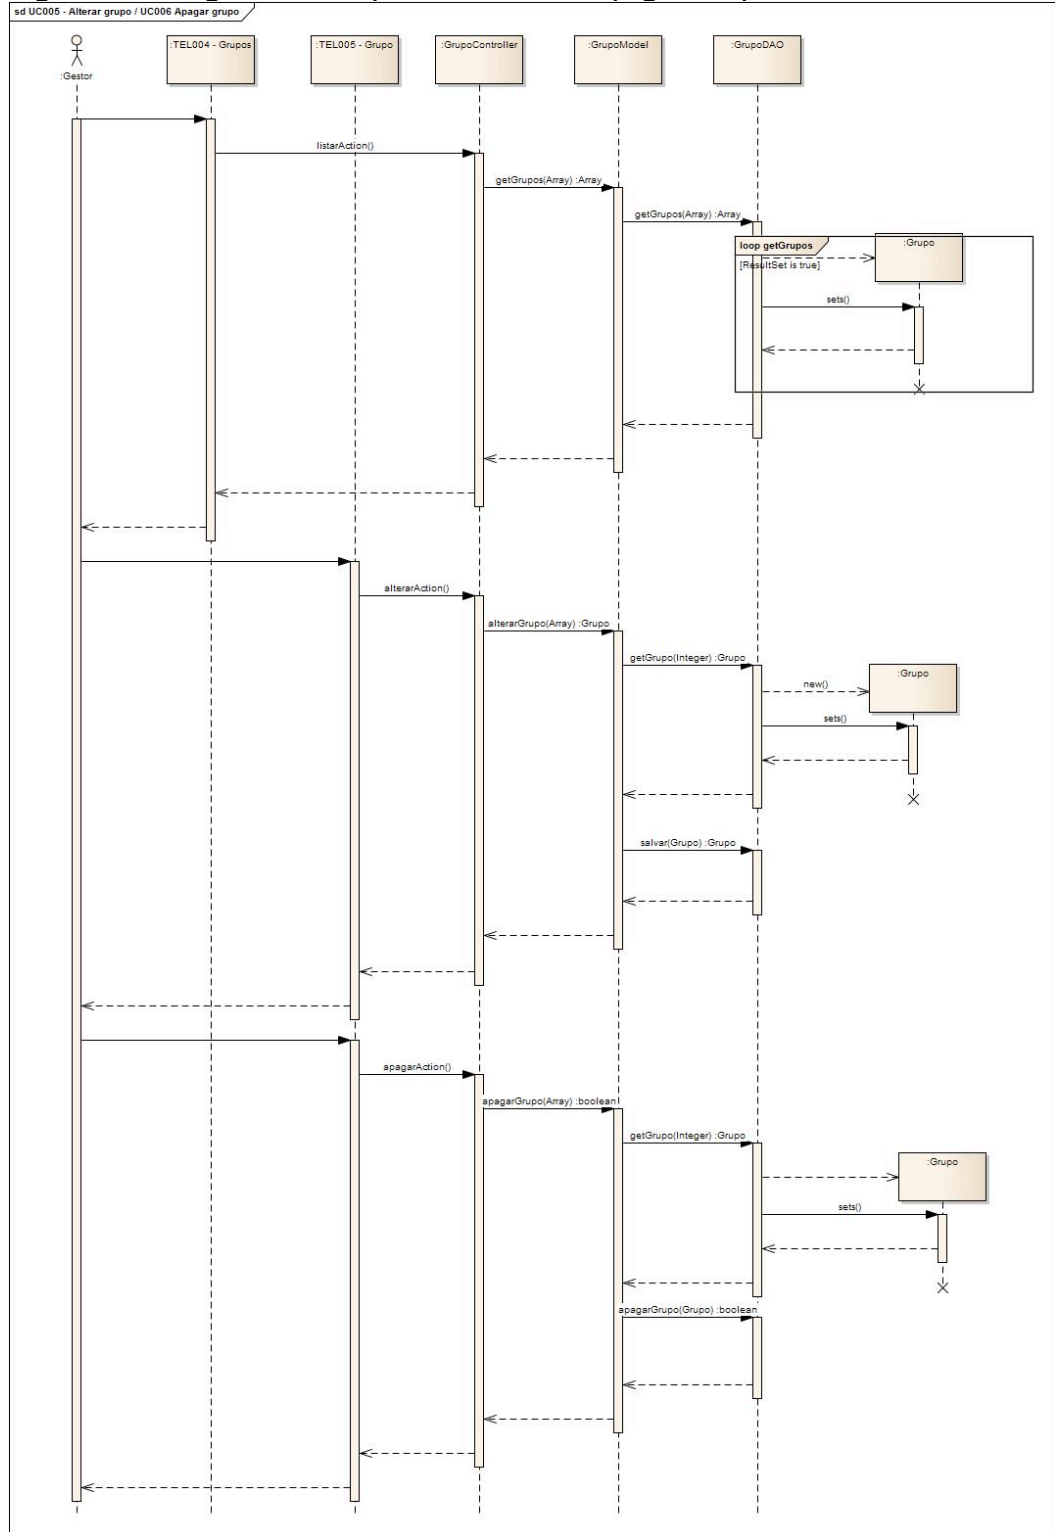 sd UC005 - Alterar grupo / UC006 Apagar grupo
:Gestor
:TEL004 - Grupos
:TEL005 - Grupo
:GrupoController
:GrupoModel
:GrupoDAO
listarAction()
getGrupos(Array) :Array
getGrupos(Array) :Array
loop getGrupos
:Grupo
[ResultSet is true]
sets()
alterarAction()
alterarGrupo(Array) :Grupo
getGrupo(Integer) :Grupo
:Grupo
new()
sets()
salvar(Grupo) :Grupo
apagarAction()
apagarGrupo(Array) :boolean
getGrupo(Integer) :Grupo
:Grupo
sets()
apagarGrupo(Grupo) :boolean